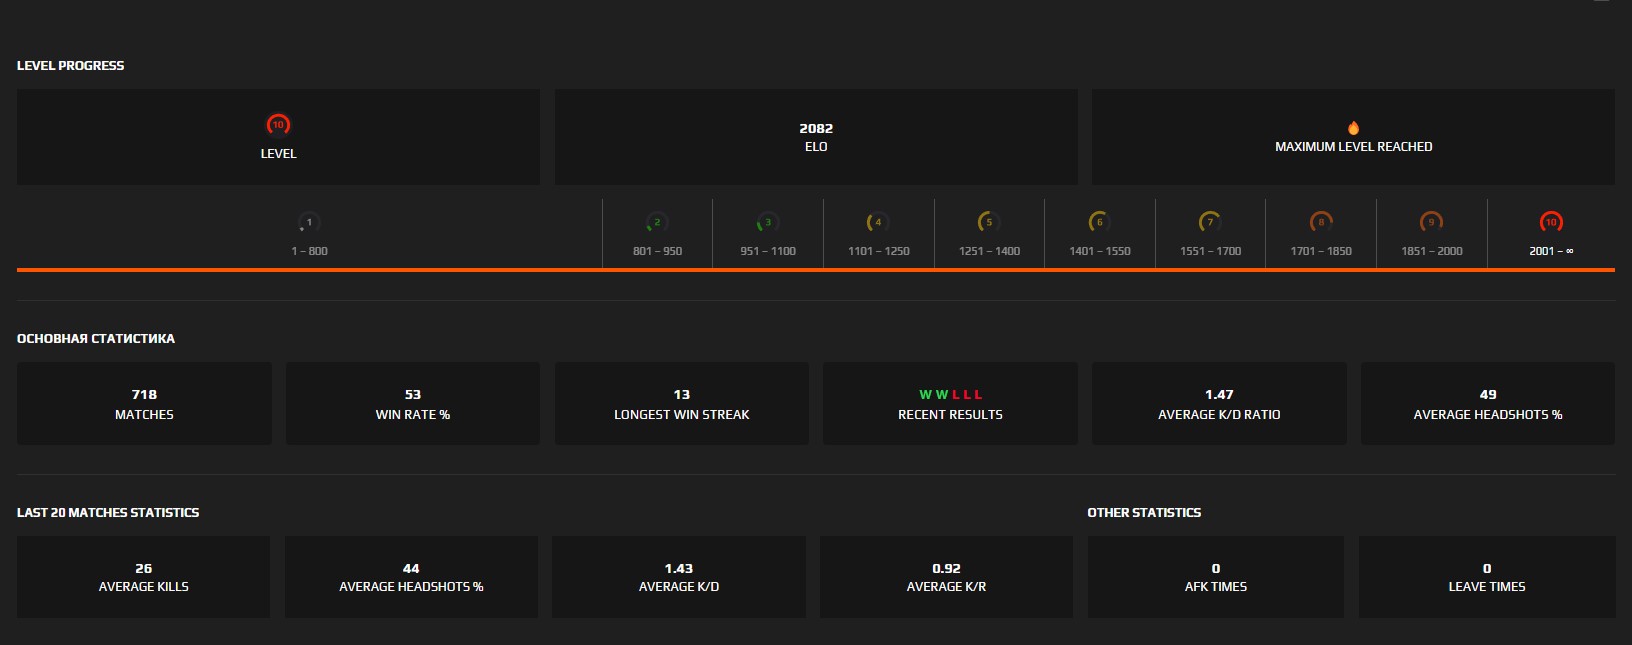 LEVEL PROGRESS
10
LEVEL
2082
ELO
MAXIMUM LEVEL REACHED
1 2 3 4 5 6 7 8 9 10
1 – 800 801 – 950 951 – 1100 1101 – 1250 1251 – 1400 1401 – 1550 1551 – 1700 1701 – 1850 1851 – 2000 2001 – ∞
ОСНОВНАЯ СТАТИСТИКА
718
MATCHES
53
WIN RATE %
13
LONGEST WIN STREAK
W W L L L
RECENT RESULTS
1.47
AVERAGE K/D RATIO
49
AVERAGE HEADSHOTS %
LAST 20 MATCHES STATISTICS
26
AVERAGE KILLS
44
AVERAGE HEADSHOTS %
1.43
AVERAGE K/D
0.92
AVERAGE K/R
OTHER STATISTICS
0
AFK TIMES
0
LEAVE TIMES